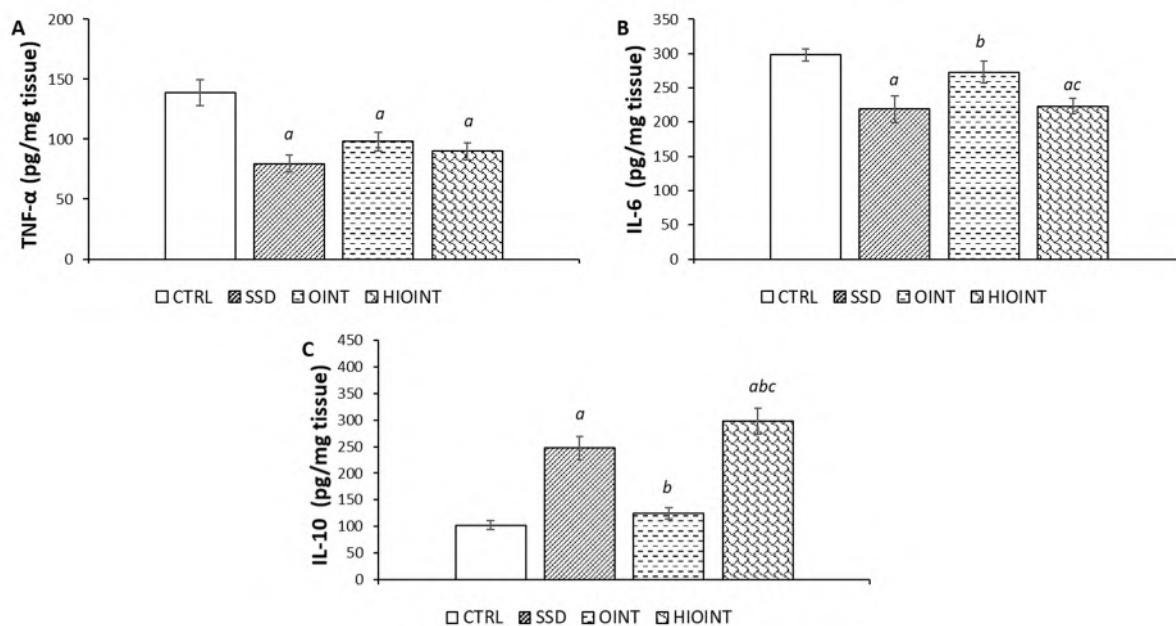 A
TNF-α (pg/mg tissue)
200
150
100
50
0
a
a
a
CTRL SSD OINT HIOINT
B
IL-6 (pg/mg tissue)
350
300
250
200
150
100
50
0
a
b
ac
CTRL SSD OINT HIOINT
C
IL-10 (pg/mg tissue)
450
400
350
300
250
200
150
100
50
0
a
b
abc
CTRL SSD OINT HIOINT